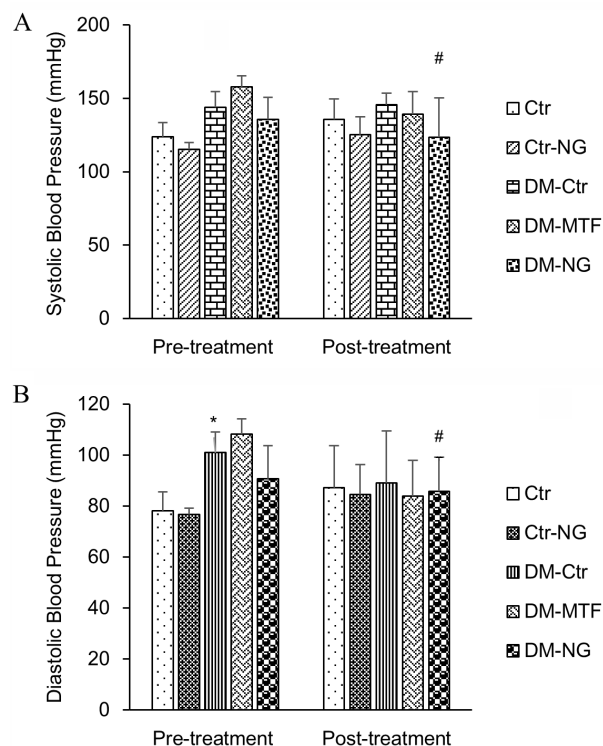 A
Systolic Blood Pressure (mmHg)
200
150
100
50
0
#
Pre-treatment
Post-treatment
Ctr
Ctr-NG
DM-Ctr
DM-MTF
DM-NG
B
Diastolic Blood Pressure (mmHg)
120
100
80
60
40
20
0
*
#
Pre-treatment
Post-treatment
Ctr
Ctr-NG
DM-Ctr
DM-MTF
DM-NG